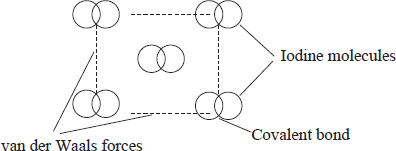 Iodine molecules
Covalent bond
van der Waals forces